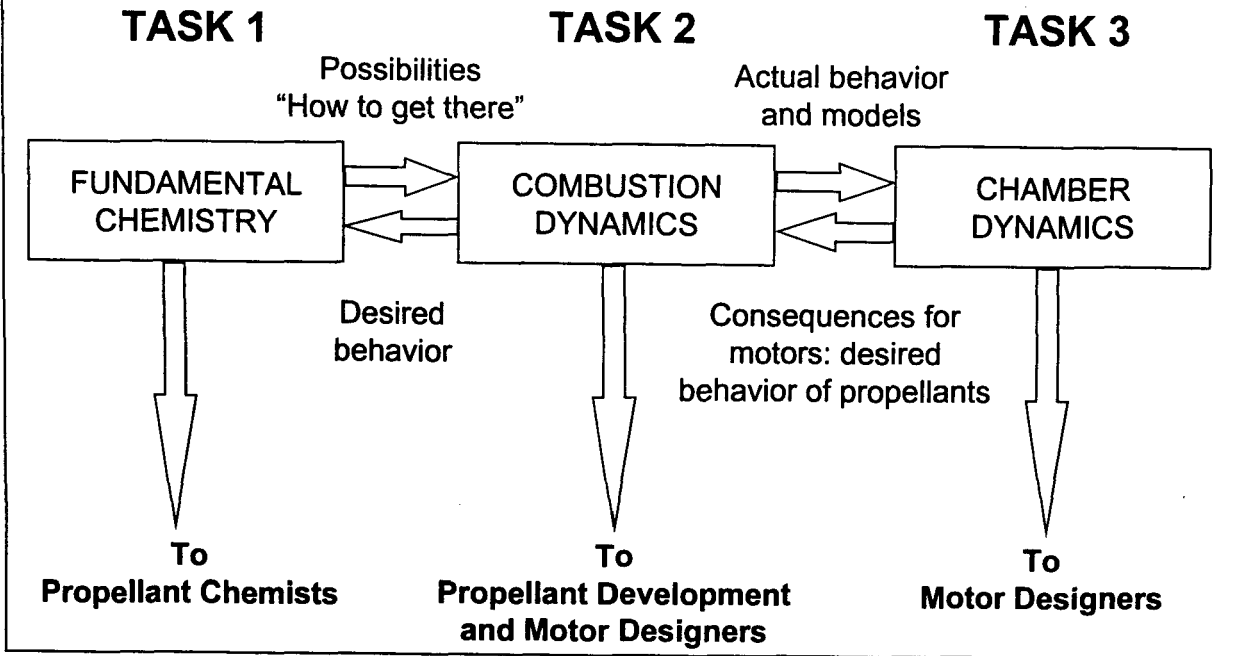 TASK 1
TASK 2
TASK 3
Possibilities
“How to get there”
Actual behavior
and models
FUNDAMENTAL
CHEMISTRY
COMBUSTION
DYNAMICS
CHAMBER
DYNAMICS
Desired
behavior
Consequences for
motors: desired
behavior of propellants
To
Propellant Chemists
To
Propellant Development
and Motor Designers
To
Motor Designers